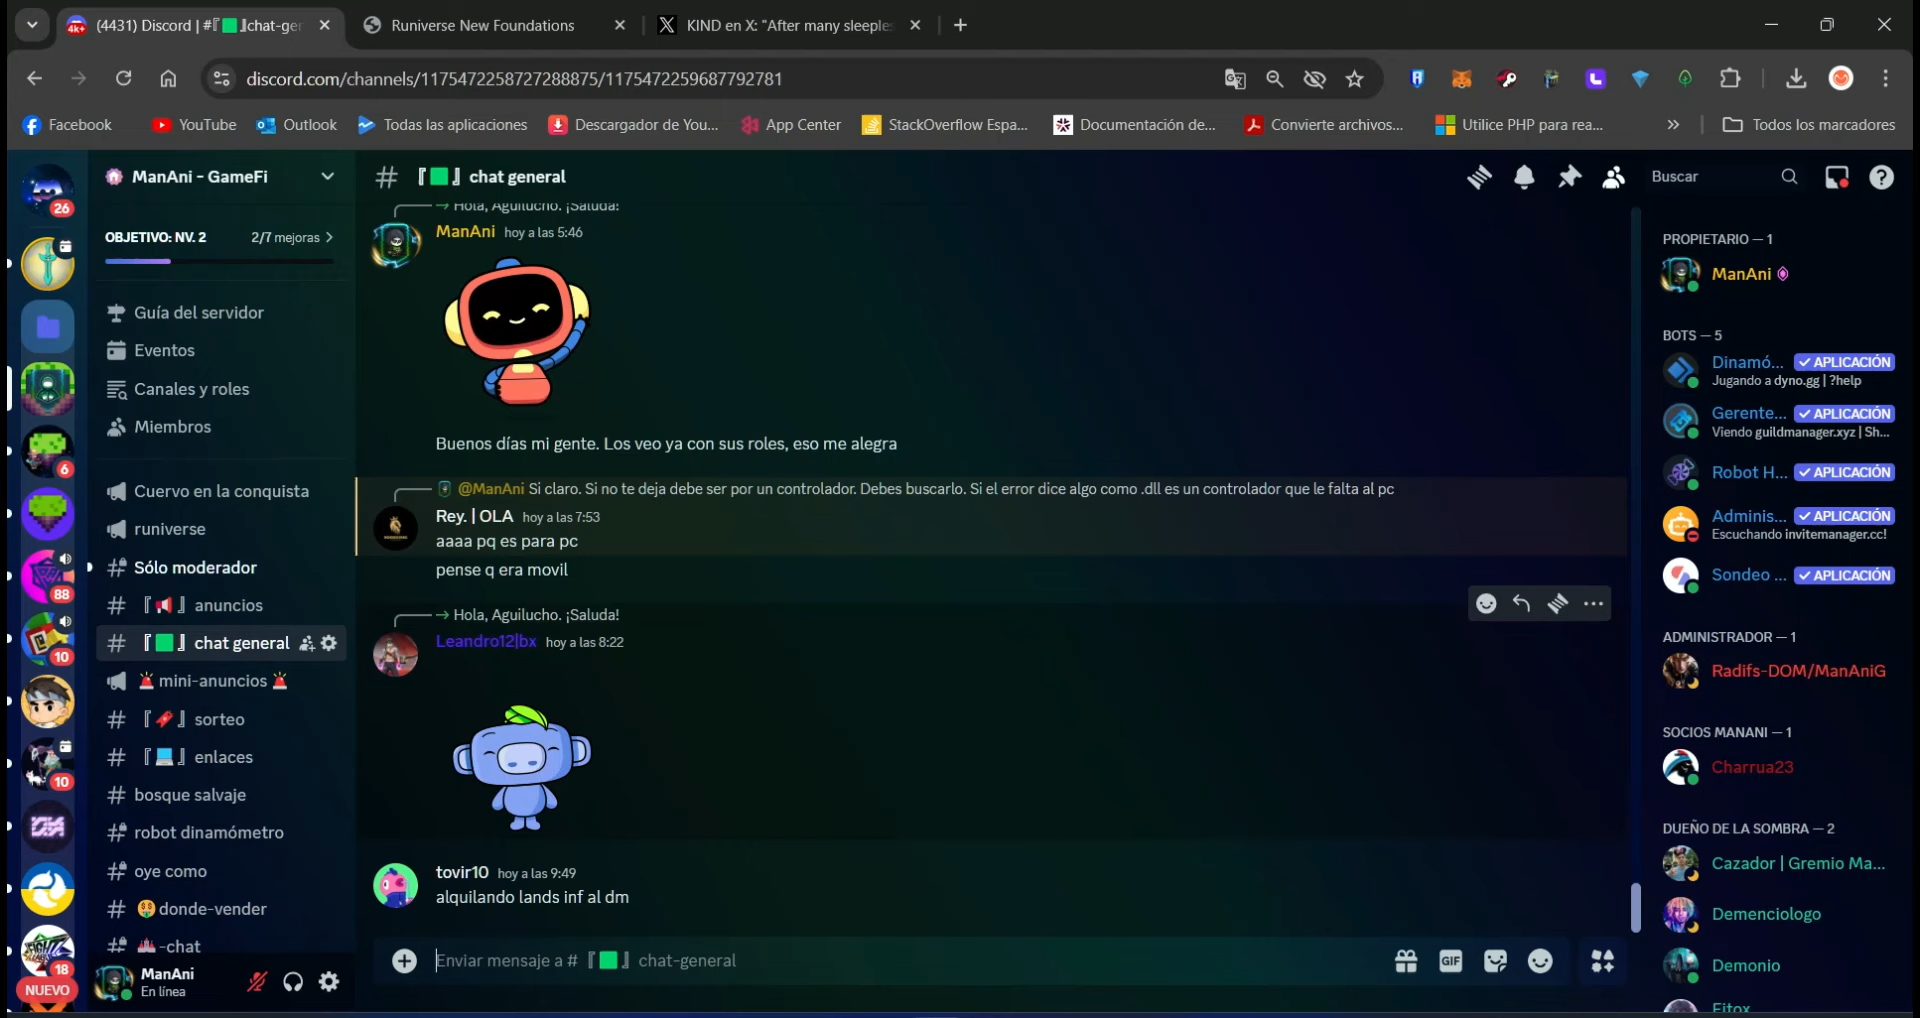 (4431) Discord | #『🟩』chat-ger
Runiverse New Foundations
KIND en X: "After many sleeples
discord.com/channels/1175472258727288875/1175472259687792781
Facebook
YouTube
Outlook
Todas las aplicaciones
Descargador de You...
App Center
StackOverflow Espa...
Documentación de...
Convierte archivos...
Utilice PHP para rea...
»
Todos los marcadores
ManAni - GameFi
# 『🟩』 chat general
Buscar
OBJETIVO: NV. 2
2/7 mejoras
Guía del servidor
Eventos
Canales y roles
Miembros
Cuervo en la conquista
runiverse
Sólo moderador
『📢』 anuncios
『🟩』 chat general
🚨mini-anuncios🚨
『🧨』 sorteo
『💻』 enlaces
bosque salvaje
robot dinamómetro
oye como
🤑donde-vender
🏰-chat
4k+
26
6
88
10
10
18
NUEVO
ManAni
En línea
→ Hola, Aguilucho. ¡Saluda!
ManAni hoy a las 5:46
Buenos días mi gente. Los veo ya con sus roles, eso me alegra
@ManAni Si claro. Si no te deja debe ser por un controlador. Debes buscarlo. Si el error dice algo como .dll es un controlador que le falta al pc
Rey. | OLA hoy a las 7:53
aaaa pq es para pc
pense q era movil
→ Hola, Aguilucho. ¡Saluda!
Leandro12|bx hoy a las 8:22
tovir10 hoy a las 9:49
alquilando lands inf al dm
Enviar mensaje a # 『🟩』 chat-general
GIF
PROPIETARIO — 1
ManAni
BOTS — 5
Dinamó... ✓ APLICACIÓN
Jugando a dyno.gg | ?help
Gerente... ✓ APLICACIÓN
Viendo guildmanager.xyz | Sh...
Robot H... ✓ APLICACIÓN
Adminis... ✓ APLICACIÓN
Escuchando invitemanager.cc!
Sondeo ... ✓ APLICACIÓN
ADMINISTRADOR — 1
Radifs-DOM/ManAniG
SOCIOS MANANI — 1
Charrua23
DUEÑO DE LA SOMBRA — 2
Cazador | Gremio Ma...
Demenciologo
Demonio